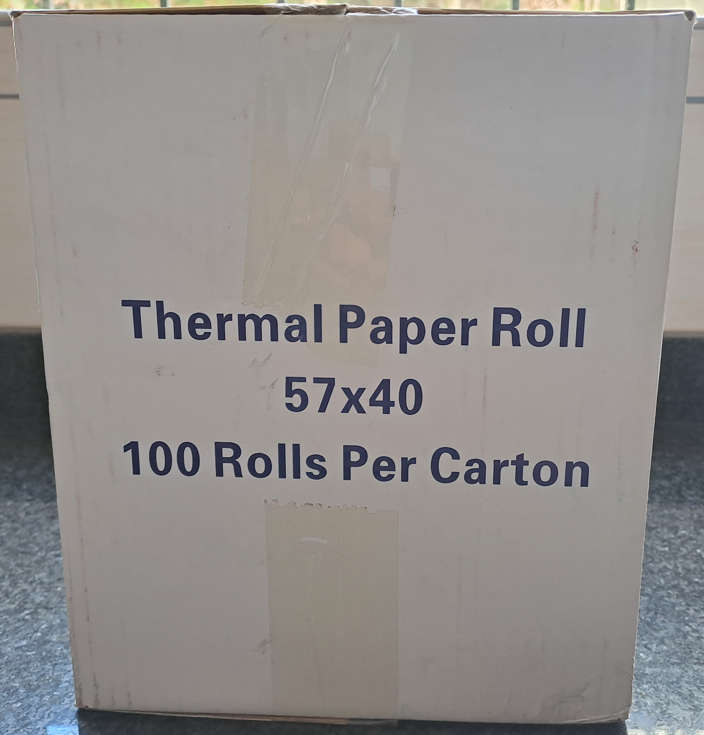 Thermal Paper Roll
57x40
100 Rolls Per Carton